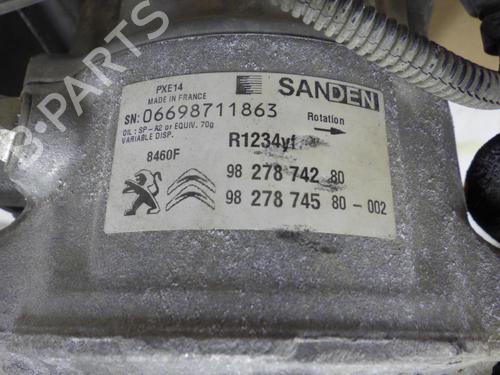 PXE14
MADE IN FRANCE
SANDEN
SN: 06698711863
Rotation
OIL: SP-A2 or EQUIV. 70g
VARIABLE DISP.
R1234yf
8460F
98 278 742 80
98 278 745 80 - 002
B-PARTS